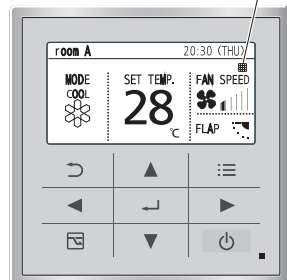 room A 20:30 (THU)
MODE SET TEMP. FAN SPEED
COOL
28 °C
FLAP